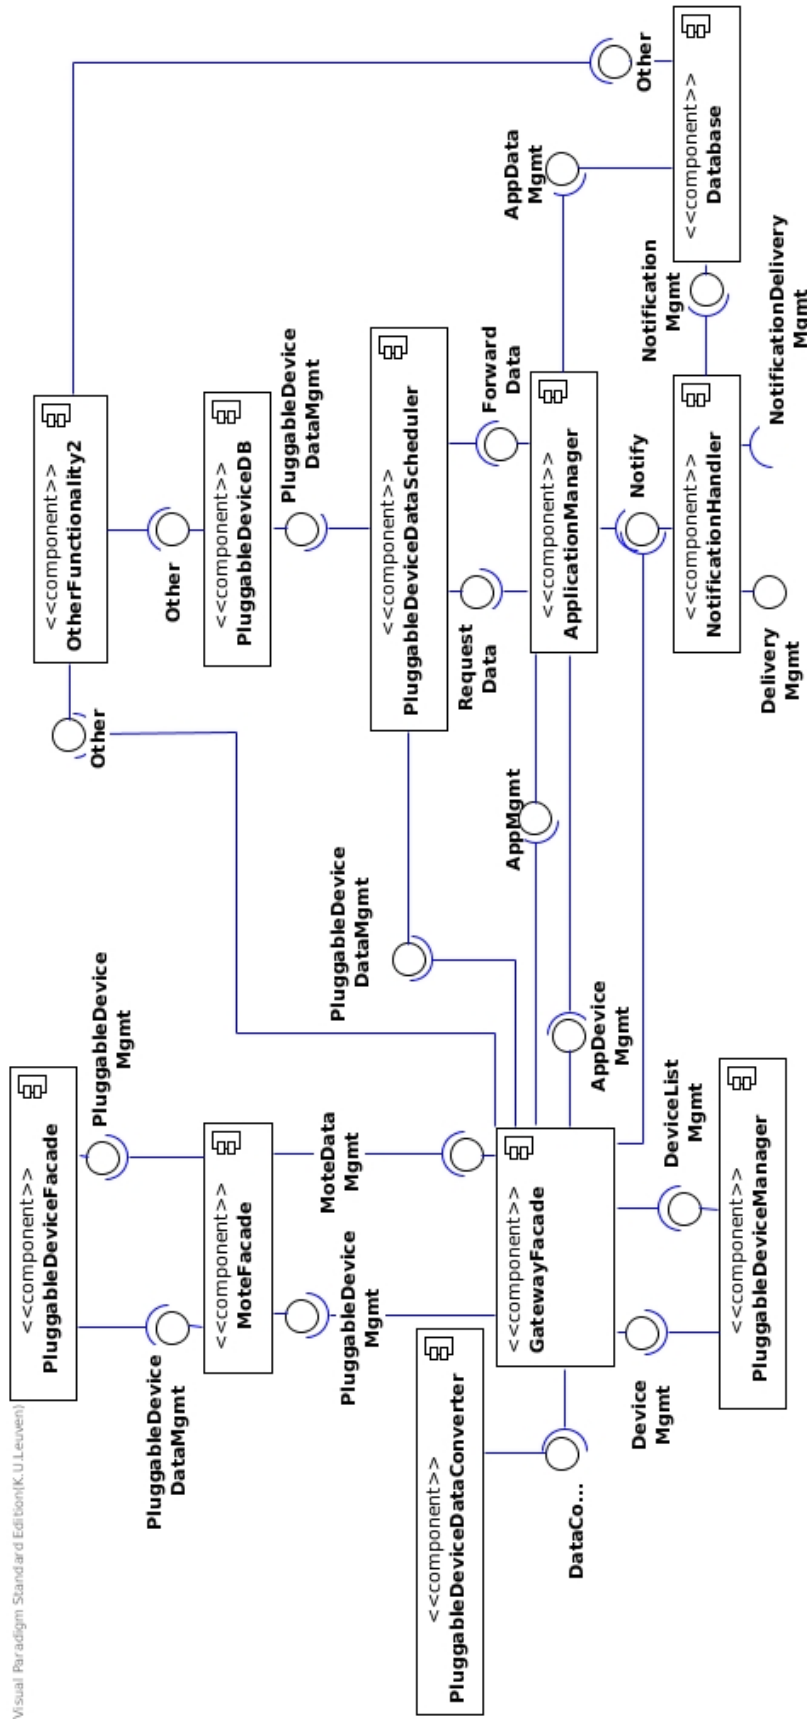 Visual Paradigm Standard Edition(K.U.Leuven)
<<component>>
PluggableDeviceFacade
PluggableDevice
DataMgmt
PluggableDevice
Mgmt
<<component>>
MoteFacade
PluggableDevice
Mgmt
MoteData
Mgmt
<<component>>
PluggableDeviceDataConverter
DataCo...
<<component>>
GatewayFacade
Device
Mgmt
DeviceList
Mgmt
<<component>>
PluggableDeviceManager
Other
<<component>>
OtherFunctionality2
Other
<<component>>
PluggableDeviceDB
PluggableDevice
DataMgmt
PluggableDevice
DataMgmt
<<component>>
PluggableDeviceDataScheduler
Request
Data
Forward
Data
AppMgmt
AppDevice
Mgmt
<<component>>
ApplicationManager
AppData
Mgmt
Notify
<<component>>
NotificationHandler
Delivery
Mgmt
NotificationDelivery
Mgmt
Notification
Mgmt
Other
<<component>>
Database